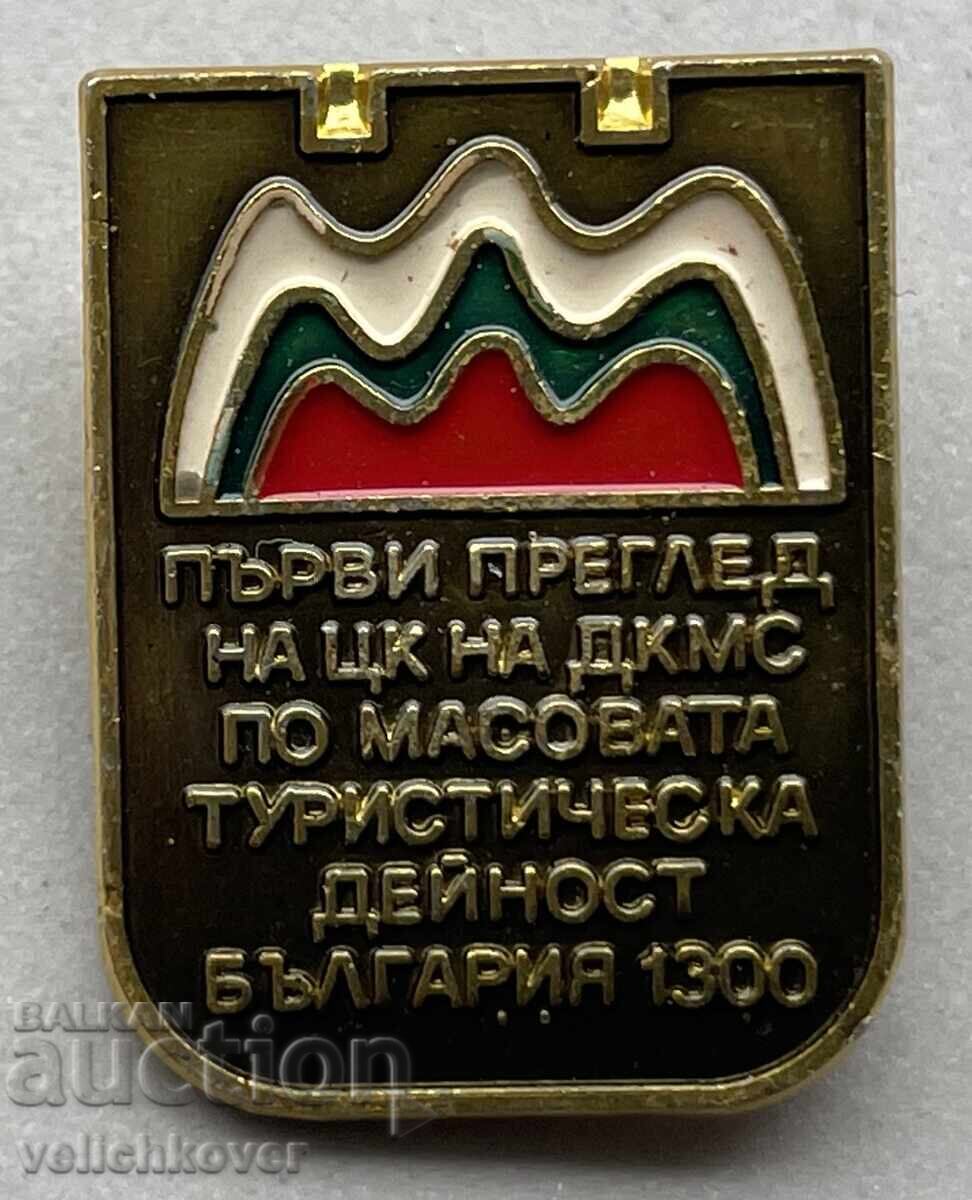 ПЪРВИ ПРЕГЛЕД
НА ЦК НА ДКМС
ПО МАСОВАТА
ТУРИСТИЧЕСКА
ДЕЙНОСТ
БЪЛГАРИЯ 1300
BALKAN
auction
velichkover